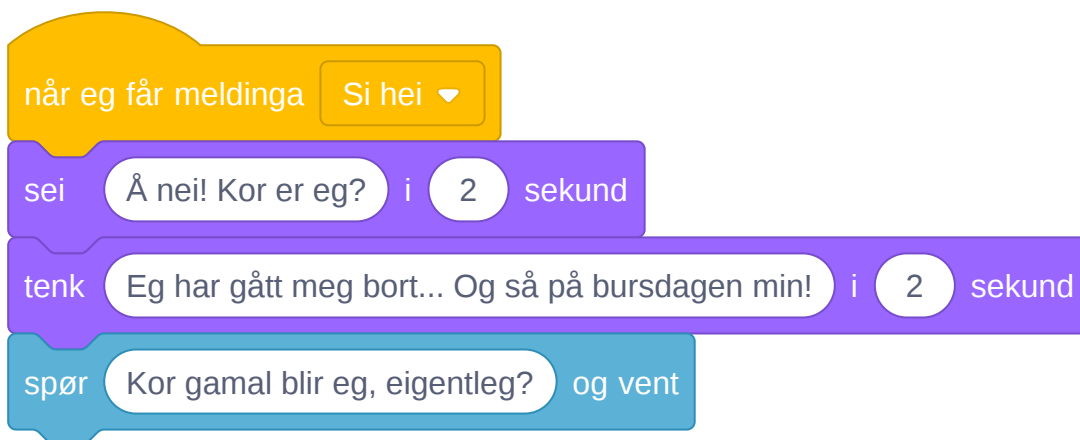 når eg får meldinga Si hei
sei Å nei! Kor er eg? i 2 sekund
tenk Eg har gått meg bort... Og så på bursdagen min! i 2 sekund
spør Kor gamal blir eg, eigentleg? og vent